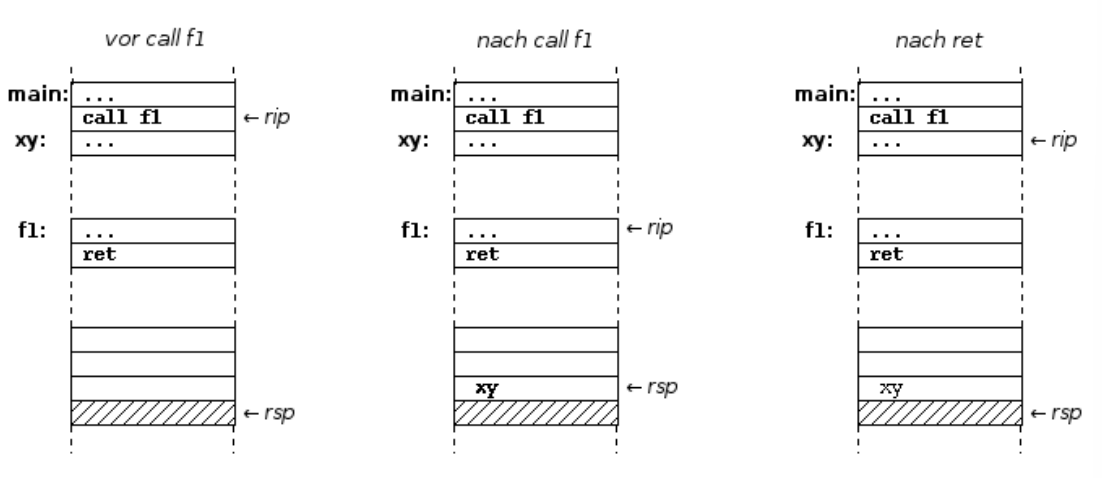 vor call f1
nach call f1
nach ret
main:
...
call f1
← rip
xy:
...
f1:
...
ret
← rsp
main:
...
call f1
xy:
...
f1:
...
← rip
ret
xy
← rsp
main:
...
call f1
xy:
...
← rip
f1:
...
ret
xy
← rsp